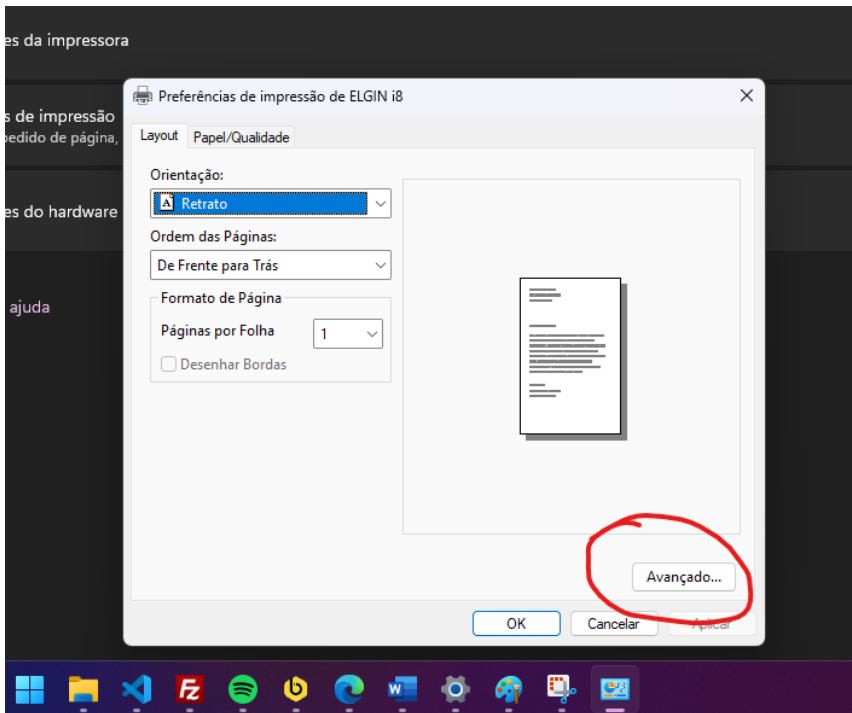 es da impressora
Preferências de impressão de ELGIN i8
s de impressão
pedido de página,
Layout
Papel/Qualidade
Orientação:
Retrato
es do hardware
Ordem das Páginas:
De Frente para Trás
Formato de Página
ajuda
Páginas por Folha
1
Desenhar Bordas
Avançado...
OK
Cancelar
Aplicar